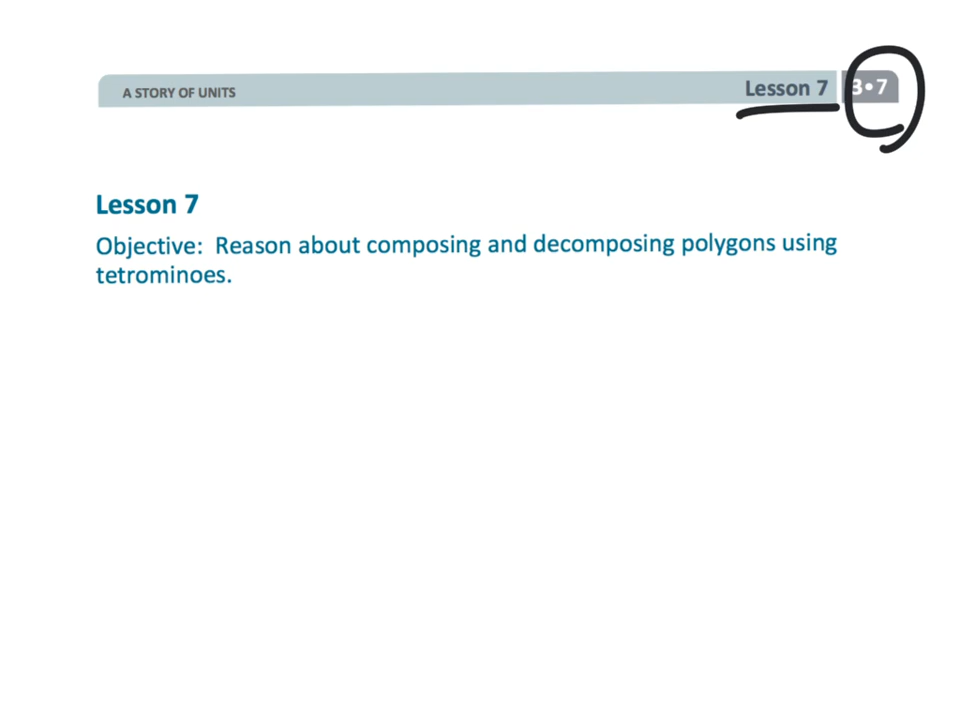 A STORY OF UNITS
Lesson 7
3•7
Lesson 7
Objective: Reason about composing and decomposing polygons using
tetrominoes.